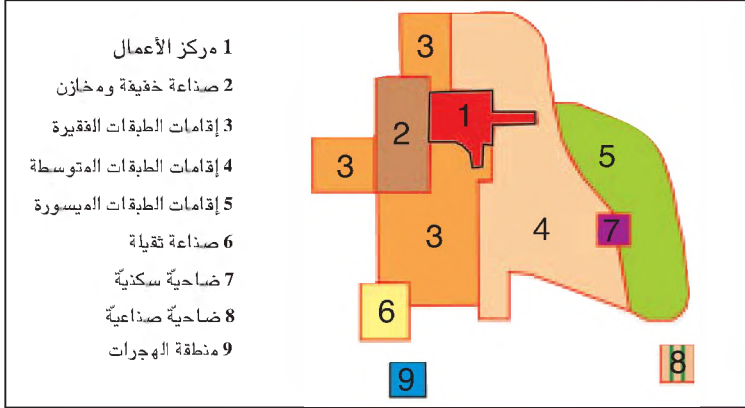 1 مركز الأعمال
2 صناعة خفيفة ومخازن
3 إقامات الطبقات الفقيرة
4 إقامات الطبقات المتوسطة
5 إقامات الطبقات الميسورة
6 صناعة ثقيلة
7 ضاحيّة سكنيّة
8 ضاحيّة صناعيّة
9 منطقة الهجرات
3
1
2
5
3
3
4
7
6
8
9